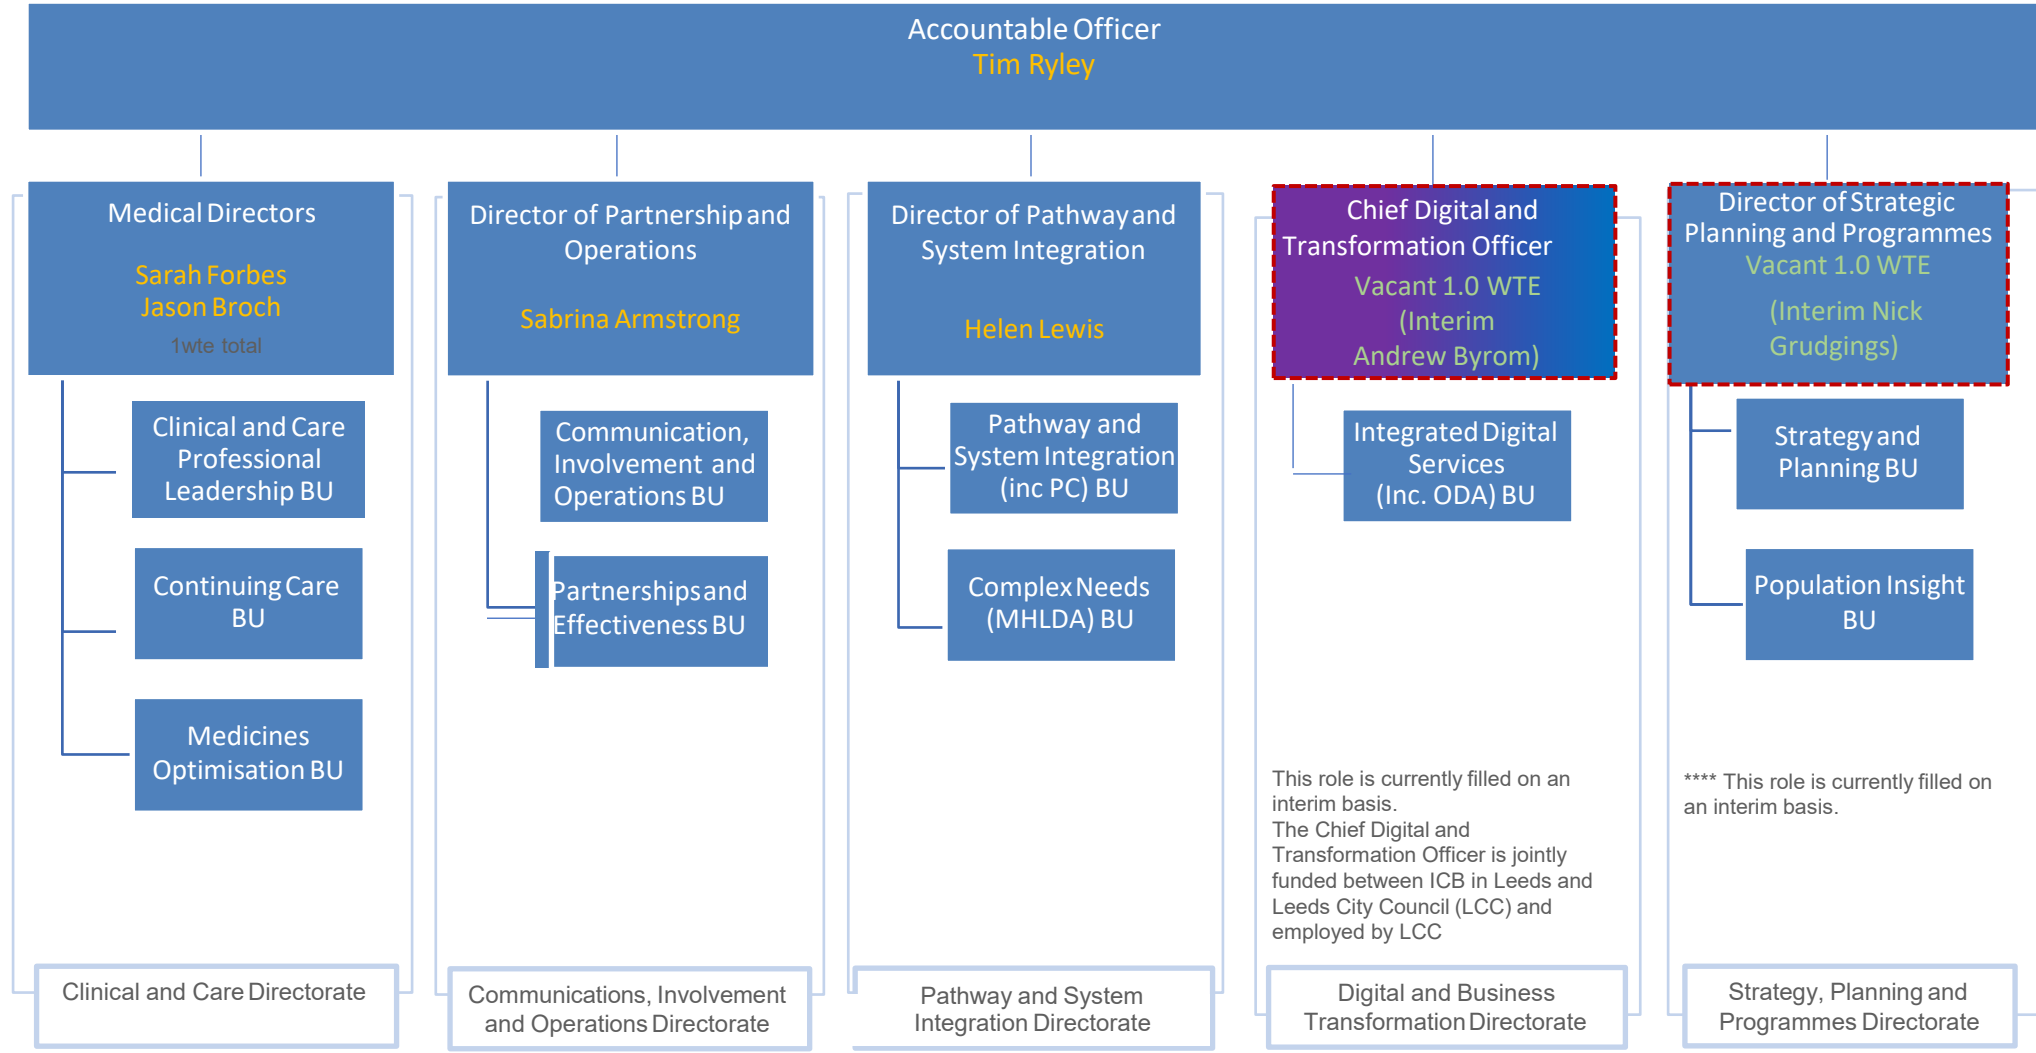 Accountable Officer
Tim Ryley
Medical Directors
Sarah Forbes
Jason Broch
1wte total
Clinical and Care
Professional
Leadership BU
Continuing Care
BU
Medicines
Optimisation BU
Clinical and Care Directorate
Director of Partnership and
Operations
Sabrina Armstrong
Communication,
Involvement and
Operations BU
Partnerships and
Effectiveness BU
Communications, Involvement
and Operations Directorate
Director of Pathway and
System Integration
Helen Lewis
Pathway and
System Integration
(inc PC) BU
Complex Needs
(MHLDA) BU
Pathway and System
Integration Directorate
Chief Digital and
Transformation Officer
Vacant 1.0 WTE
(Interim
Andrew Byrom)
Integrated Digital
Services
(Inc. ODA) BU
This role is currently filled on an
interim basis.
The Chief Digital and
Transformation Officer is jointly
funded between ICB in Leeds and
Leeds City Council (LCC) and
employed by LCC
Digital and Business
Transformation Directorate
Director of Strategic
Planning and Programmes
Vacant 1.0 WTE
(Interim Nick
Grudgings)
Strategy and
Planning BU
Population Insight
BU
**** This role is currently filled on
an interim basis.
Strategy, Planning and
Programmes Directorate